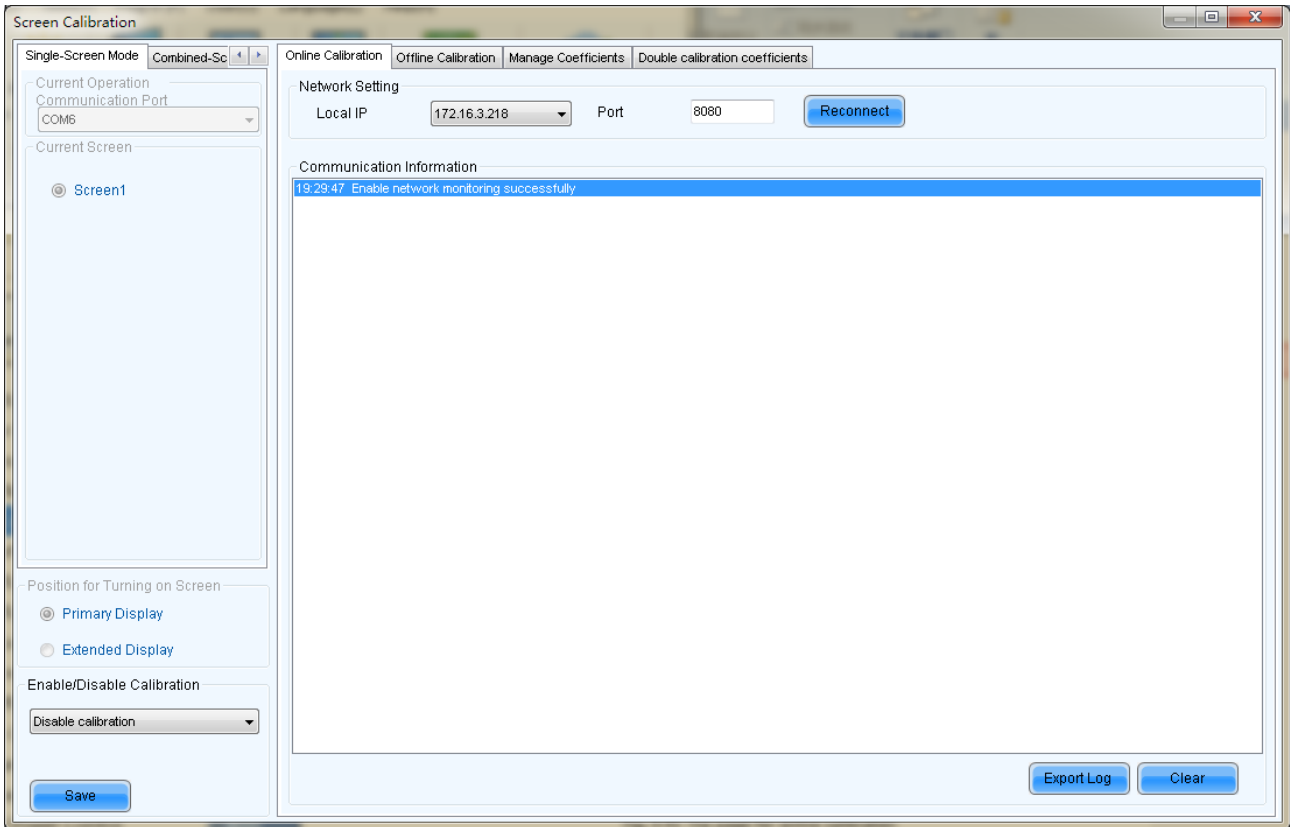 Screen Calibration
Single-Screen Mode
Combined-Sc
Current Operation
Communication Port
COM6
Current Screen
Screen1
Position for Turning on Screen
Primary Display
Extended Display
Enable/Disable Calibration
Disable calibration
Save
Online Calibration
Offline Calibration
Manage Coefficients
Double calibration coefficients
Network Setting
Local IP
172.16.3.218
Port
8080
Reconnect
Communication Information
19:29:47 Enable network monitoring successfully
Export Log
Clear